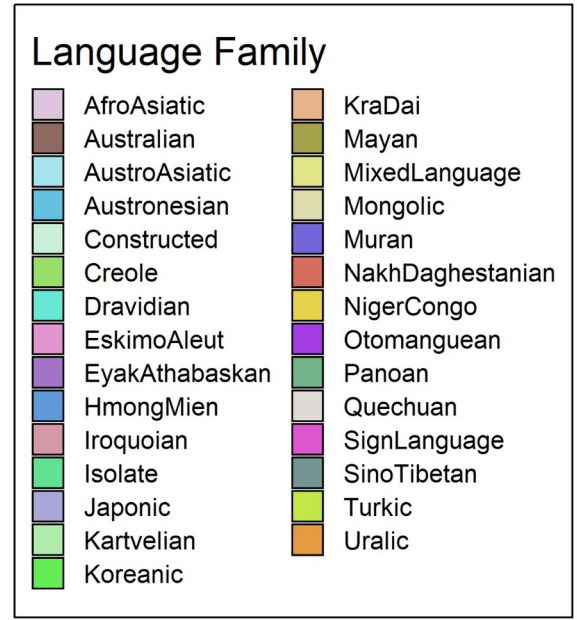 Language Family
AfroAsiatic
Australian
AustroAsiatic
Austronesian
Constructed
Creole
Dravidian
EskimoAleut
EyakAthabaskan
HmongMien
Iroquoian
Isolate
Japonic
Kartvelian
Koreanic
KraDai
Mayan
MixedLanguage
Mongolic
Muran
NakhDaghestanian
NigerCongo
Otomanguean
Panoan
Quechuan
SignLanguage
SinoTibetan
Turkic
Uralic